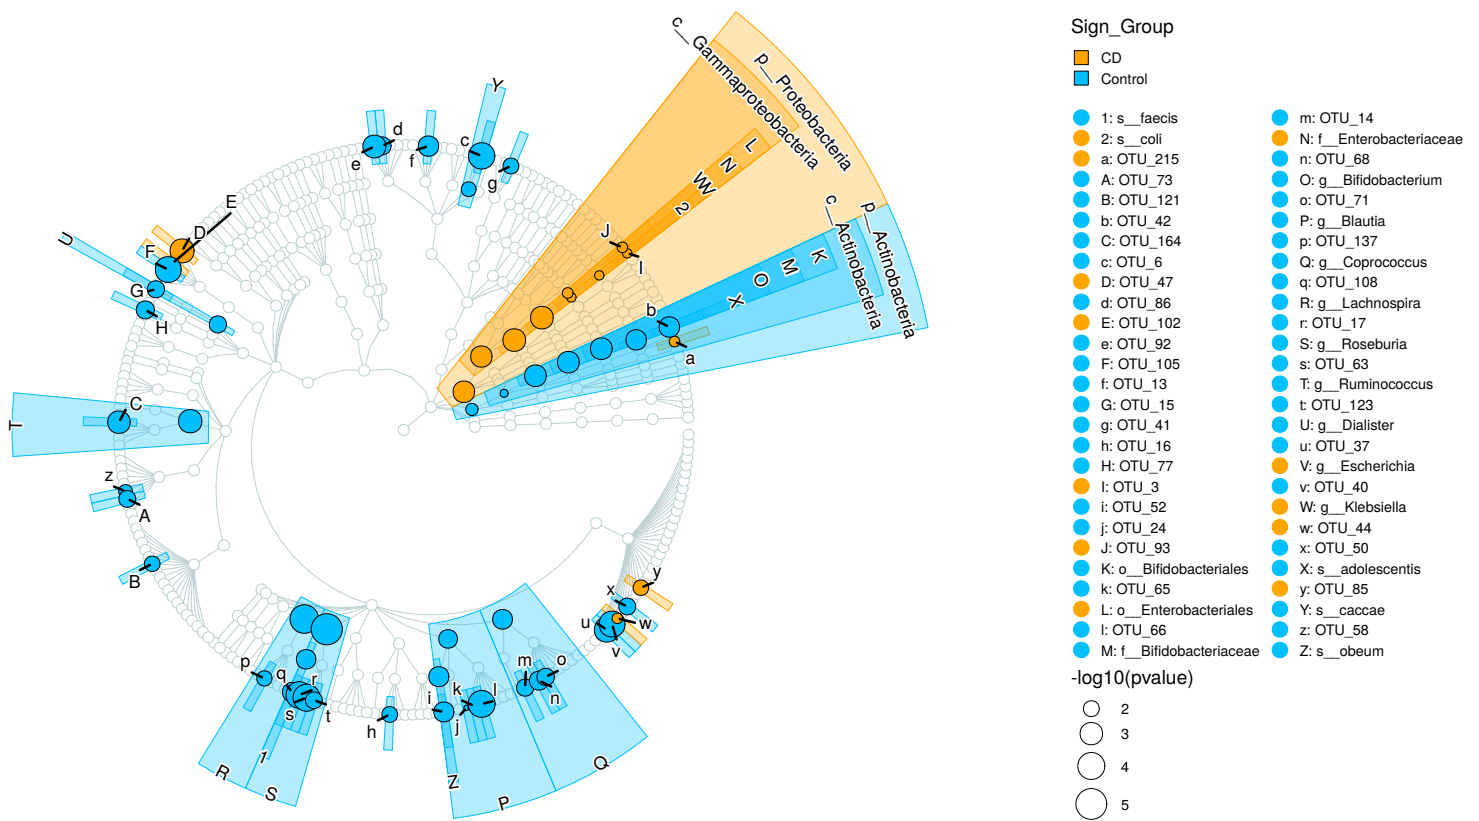 c__Gammaproteobacteria
p__Proteobacteria
c__Actinobacteria
p__Actinobacteria
L
N
W
V
2
K
M
O
X
Y
c
d
e
f
g
J
I
b
a
E
D
F
U
G
H
T
C
z
A
B
y
x
w
u
v
o
m
n
p
q
r
s
t
1
R
S
h
i
k
l
j
Z
P
Q
Sign_Group
CD
Control
1: s__faecis
2: s__coli
a: OTU_215
A: OTU_73
B: OTU_121
b: OTU_42
C: OTU_164
c: OTU_6
D: OTU_47
d: OTU_86
E: OTU_102
e: OTU_92
F: OTU_105
f: OTU_13
G: OTU_15
g: OTU_41
h: OTU_16
H: OTU_77
I: OTU_3
i: OTU_52
j: OTU_24
J: OTU_93
K: o__Bifidobacteriales
k: OTU_65
L: o__Enterobacteriales
l: OTU_66
M: f__Bifidobacteriaceae
m: OTU_14
N: f__Enterobacteriaceae
n: OTU_68
O: g__Bifidobacterium
o: OTU_71
P: g__Blautia
p: OTU_137
Q: g__Coprococcus
q: OTU_108
R: g__Lachnospira
r: OTU_17
S: g__Roseburia
s: OTU_63
T: g__Ruminococcus
t: OTU_123
U: g__Dialister
u: OTU_37
V: g__Escherichia
v: OTU_40
W: g__Klebsiella
w: OTU_44
x: OTU_50
X: s__adolescentis
y: OTU_85
Y: s__caccae
z: OTU_58
Z: s__obeum
-log10(pvalue)
2
3
4
5